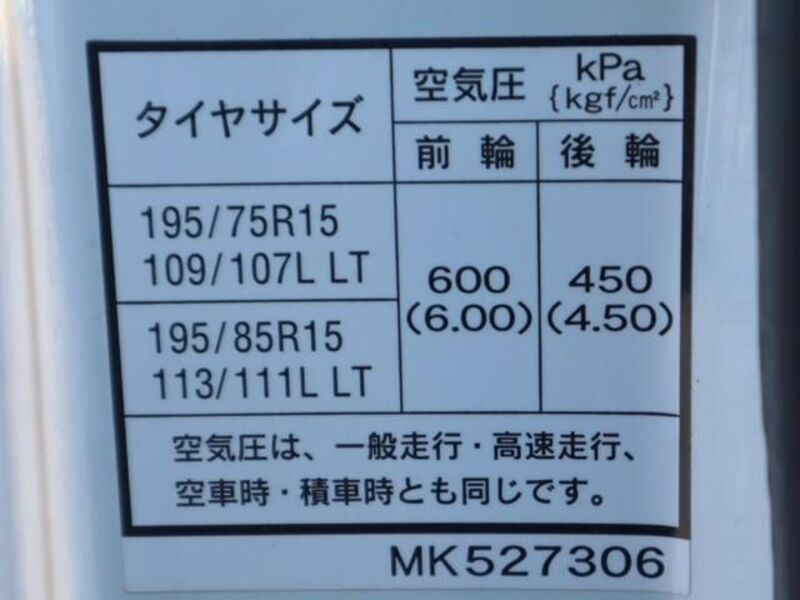 タイヤサイズ
空気圧 kPa
{kgf/cm²}
前輪 後輪
195/75R15
109/107L LT
195/85R15
113/111L LT
600
(6.00)
450
(4.50)
空気圧は、一般走行・高速走行、
空車時・積車時とも同じです。
MK527306